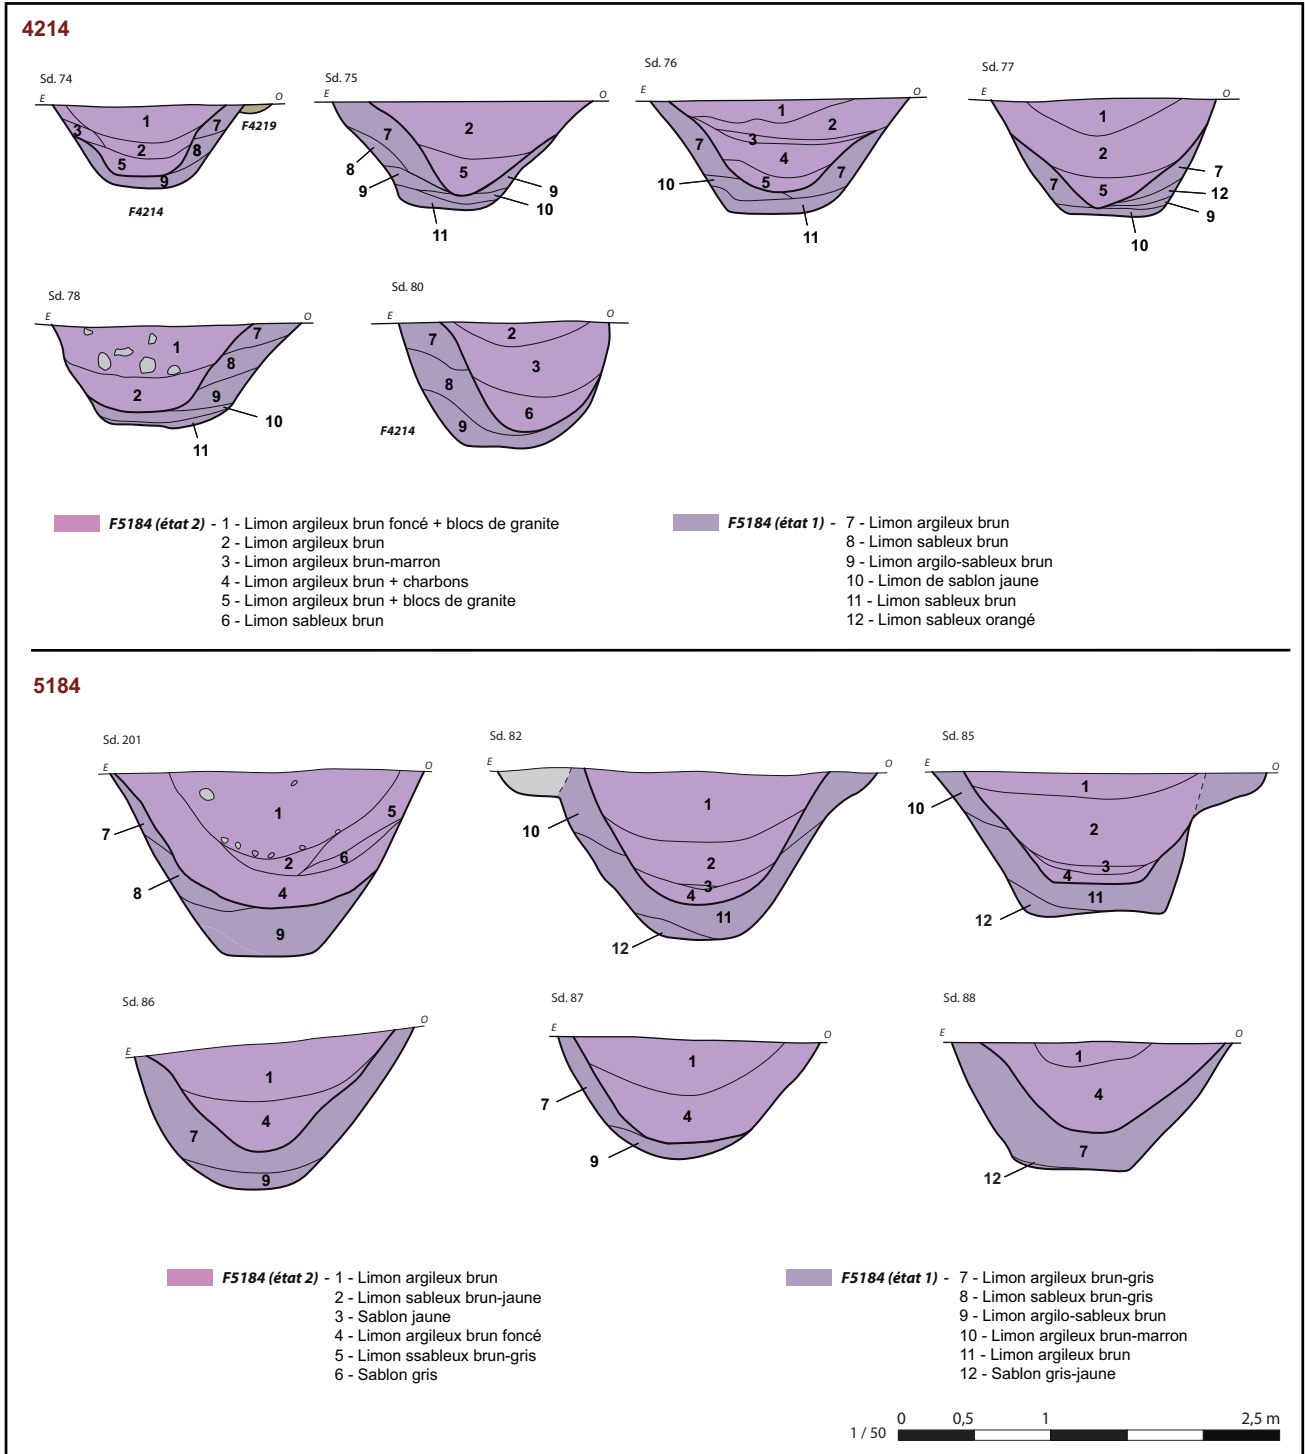 4214
Sd. 74
E
O
1
3
2
5
7
8
9
F4219
F4214
Sd. 75
E
O
2
7
8
5
9
9
10
11
Sd. 76
E
O
1
2
3
7
4
5
7
10
11
Sd. 77
E
O
1
2
7
5
7
12
9
10
Sd. 78
E
O
1
7
8
2
9
10
11
Sd. 80
E
O
2
7
3
8
6
9
F4214
F5184 (état 2) - 1 - Limon argileux brun foncé + blocs de granite
2 - Limon argileux brun
3 - Limon argileux brun-marron
4 - Limon argileux brun + charbons
5 - Limon argileux brun + blocs de granite
6 - Limon sableux brun
F5184 (état 1) - 7 - Limon argileux brun
8 - Limon sableux brun
9 - Limon argilo-sableux brun
10 - Limon de sablon jaune
11 - Limon sableux brun
12 - Limon sableux orangé
5184
Sd. 201
E
O
1
5
7
2
6
8
4
9
Sd. 82
E
O
1
10
2
3
4
11
12
Sd. 85
E
O
1
10
2
3
4
11
12
Sd. 86
E
O
1
4
7
9
Sd. 87
E
O
1
7
4
9
Sd. 88
E
O
1
4
7
12
F5184 (état 2) - 1 - Limon argileux brun
2 - Limon sableux brun-jaune
3 - Sablon jaune
4 - Limon argileux brun foncé
5 - Limon ssableux brun-gris
6 - Sablon gris
F5184 (état 1) - 7 - Limon argileux brun-gris
8 - Limon sableux brun-gris
9 - Limon argilo-sableux brun
10 - Limon argileux brun-marron
11 - Limon argileux brun
12 - Sablon gris-jaune
1 / 50
0 0,5 1 2,5 m